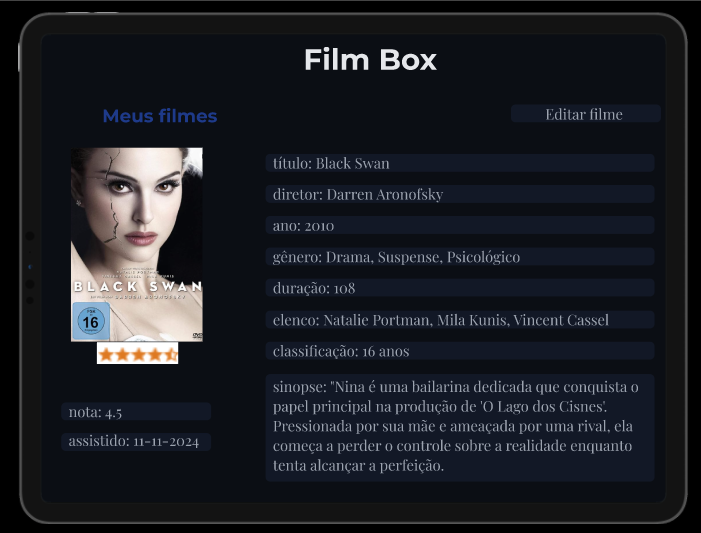 Film Box
Meus filmes
Editar filme
BLACK SWAN
16
título: Black Swan
diretor: Darren Aronofsky
ano: 2010
gênero: Drama, Suspense, Psicológico
duração: 108
elenco: Natalie Portman, Mila Kunis, Vincent Cassel
classificação: 16 anos
sinopse: "Nina é uma bailarina dedicada que conquista o
papel principal na produção de 'O Lago dos Cisnes'.
Pressionada por sua mãe e ameaçada por uma rival, ela
começa a perder o controle sobre a realidade enquanto
tenta alcançar a perfeição.
nota: 4.5
assistido: 11-11-2024